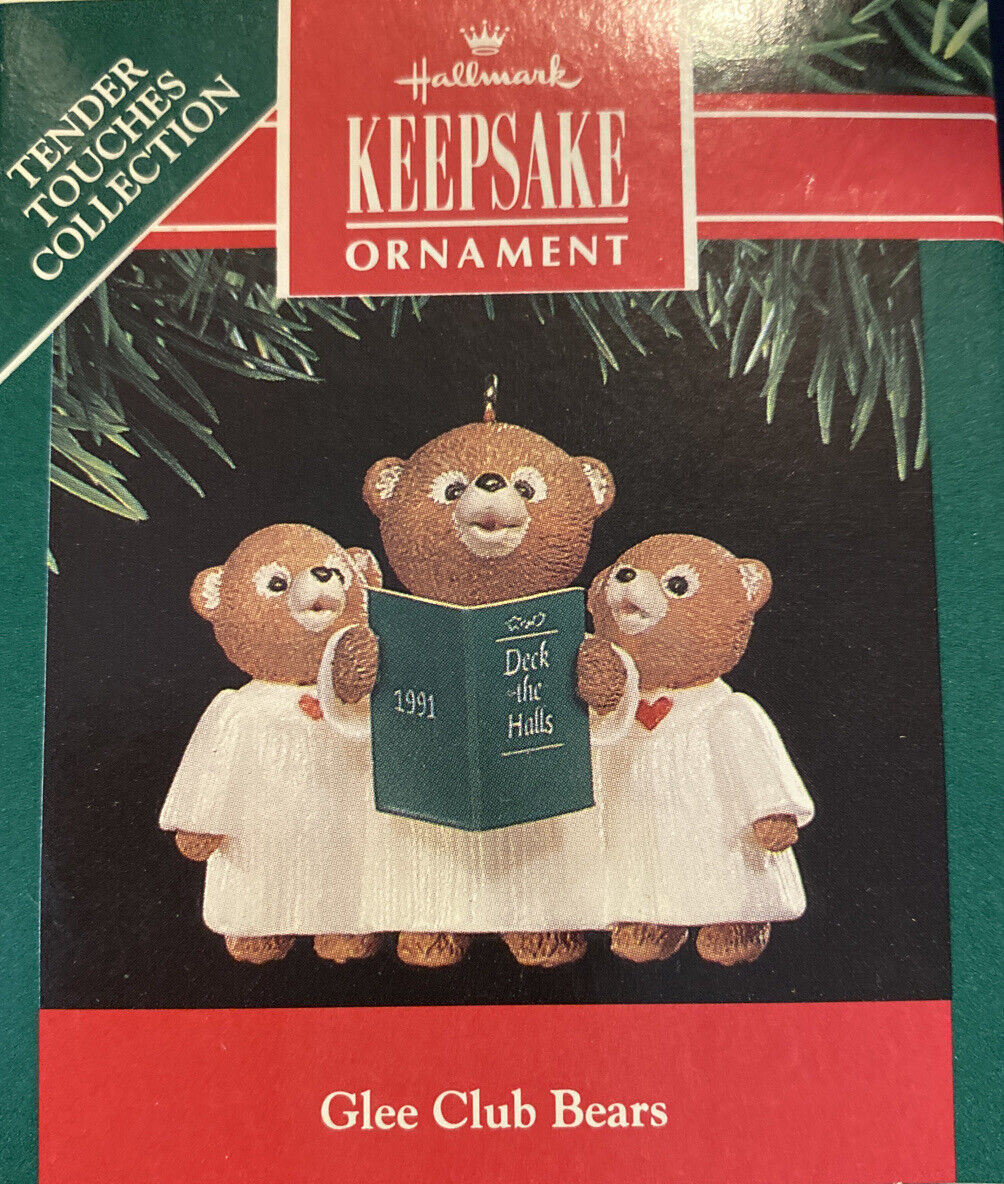 TENDER
TOUCHES
COLLECTION
Hallmark
KEEPSAKE
ORNAMENT
1991
Deck
the
Halls
Glee Club Bears